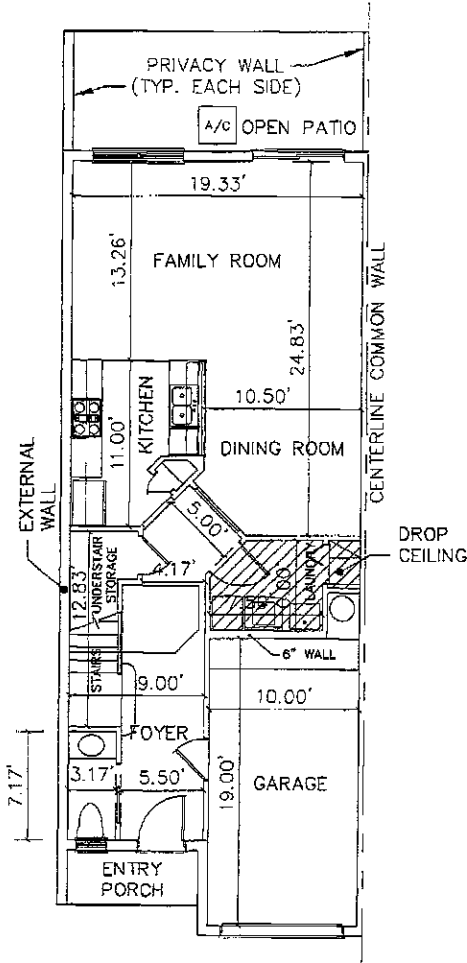 PRIVACY WALL
(TYP. EACH SIDE)
A/C
OPEN PATIO
19.33'
13.26'
FAMILY ROOM
24.83'
CENTERLINE COMMON WALL
KITCHEN
11.00'
10.50'
DINING ROOM
EXTERNAL
WALL
5.00'
DROP
CEILING
12.83'
UNDERSTAIR
STORAGE
4.17'
LAUNDRY
6" WALL
STAIRS
9.00'
10.00'
FOYER
7.17'
3.17'
5.50'
19.00'
GARAGE
ENTRY
PORCH